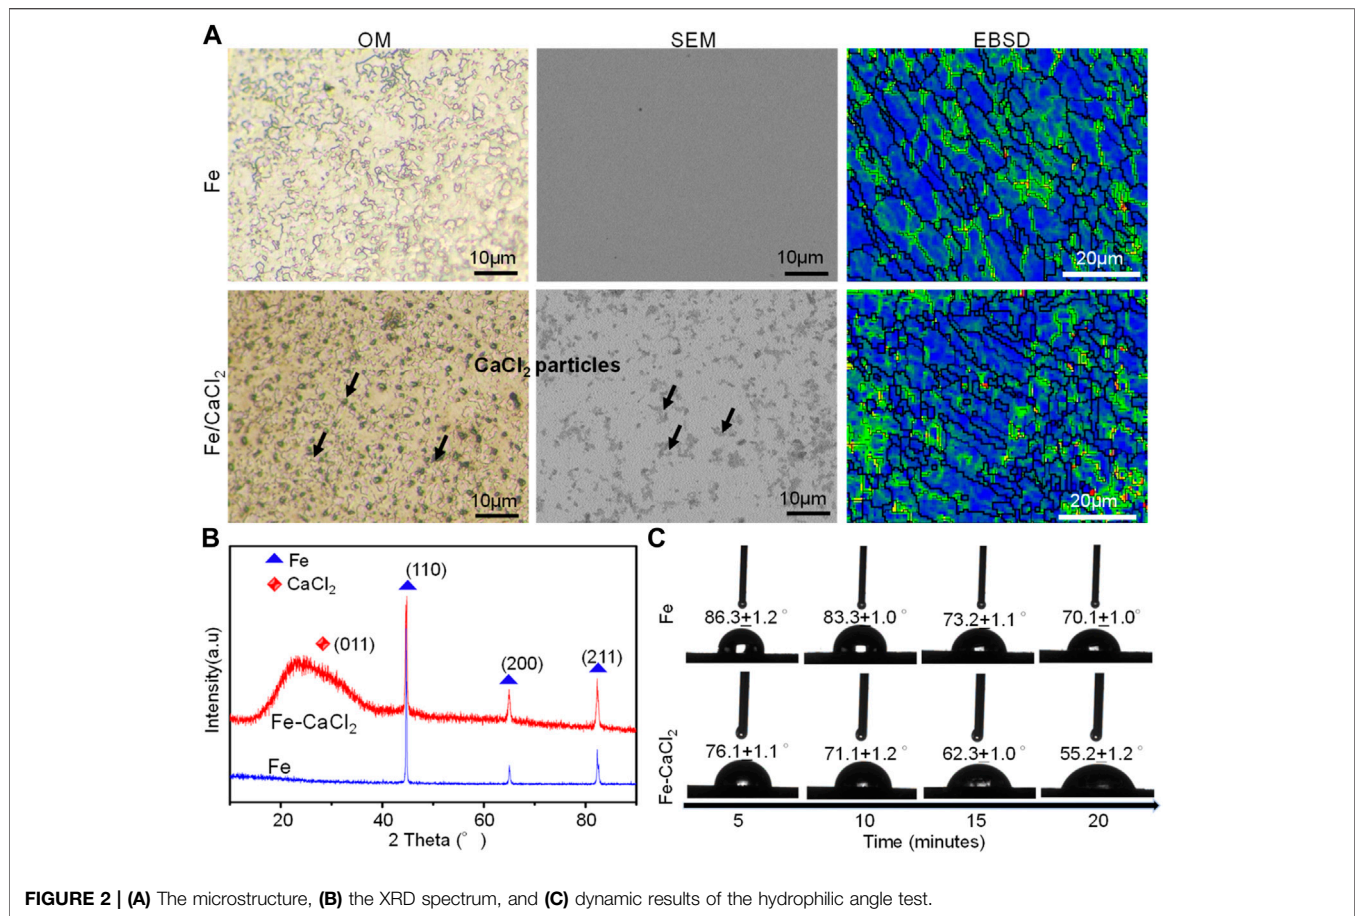 A
OM
SEM
EBSD
Fe
10μm
10μm
20μm
Fe/CaCl₂
CaCl₂ particles
10μm
10μm
20μm
B
Fe
CaCl₂
(110)
(011)
(200)
(211)
Fe-CaCl₂
Fe
Intensity(a.u)
20
40
60
80
2 Theta (°)
C
Fe
86.3±1.2°
83.3±1.0°
73.2±1.1°
70.1±1.0°
Fe-CaCl₂
76.1±1.1°
71.1±1.2°
62.3±1.0°
55.2±1.2°
5
10
15
20
Time (minutes)
FIGURE 2 | (A) The microstructure, (B) the XRD spectrum, and (C) dynamic results of the hydrophilic angle test.